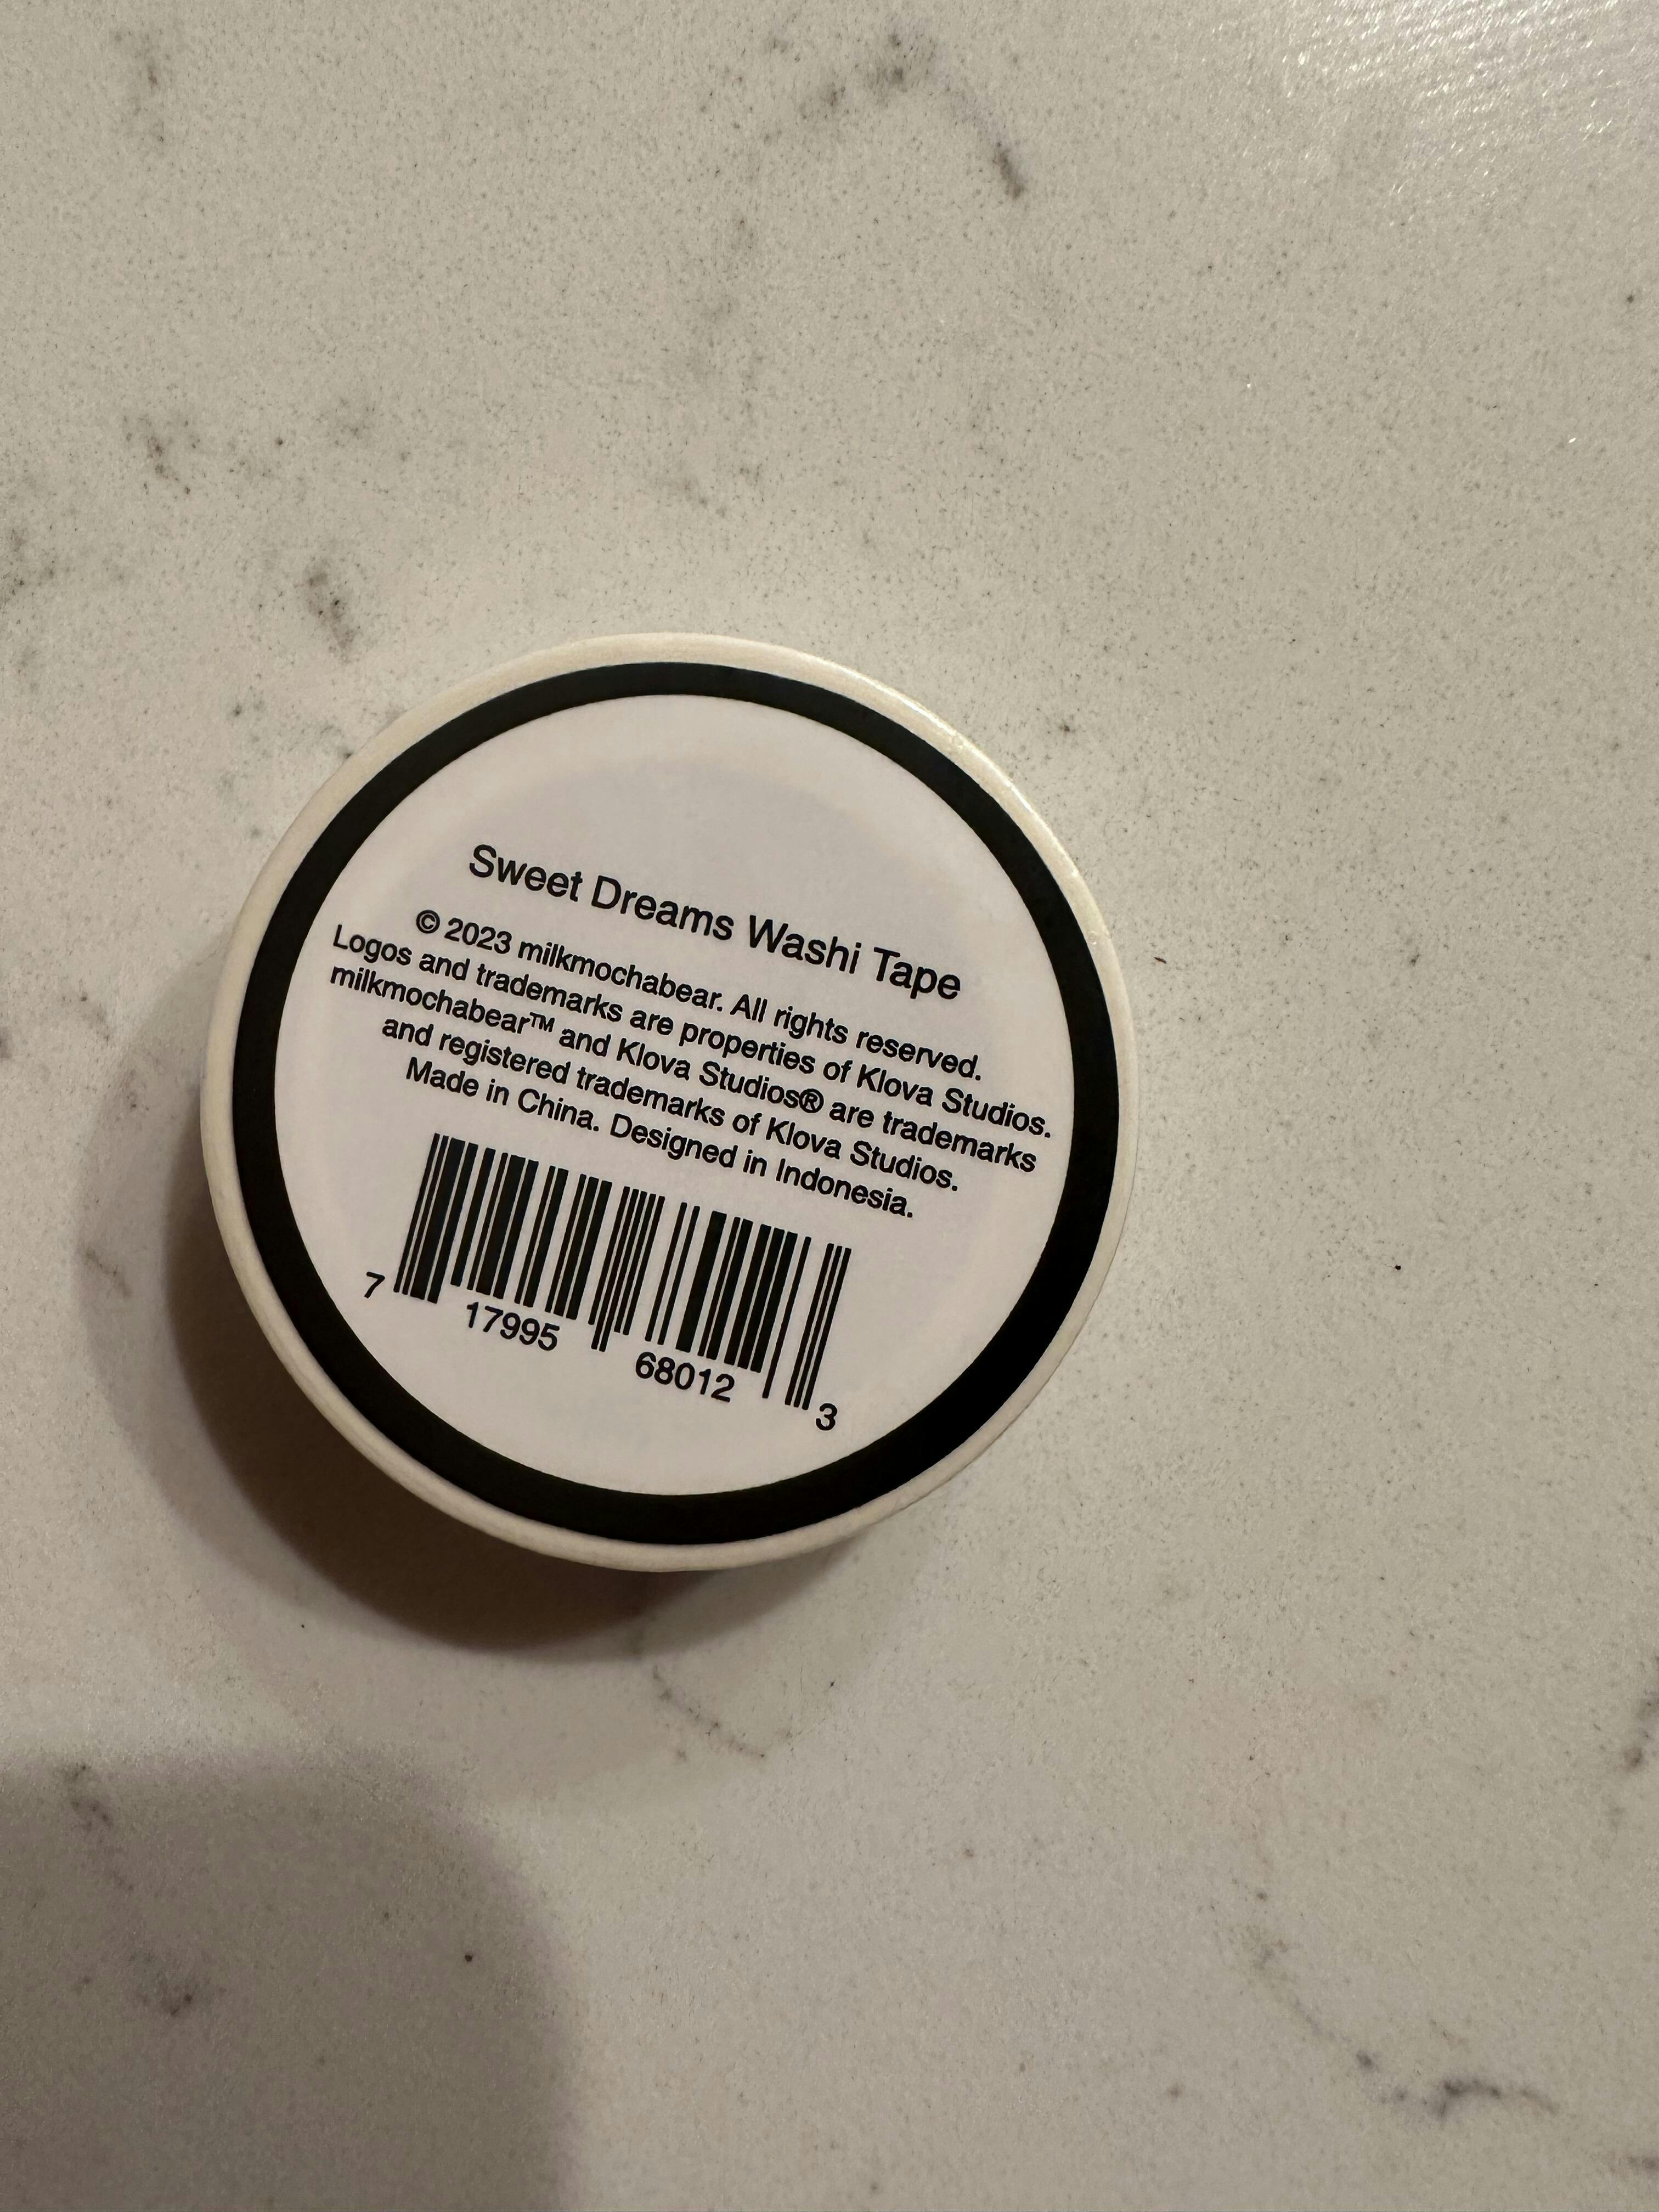 Sweet Dreams Washi Tape
© 2023 milkmochabear. All rights reserved.
Logos and trademarks are properties of Klova Studios.
milkmochabear™ and Klova Studios® are trademarks
and registered trademarks of Klova Studios.
Made in China. Designed in Indonesia.
7 17995 68012 3